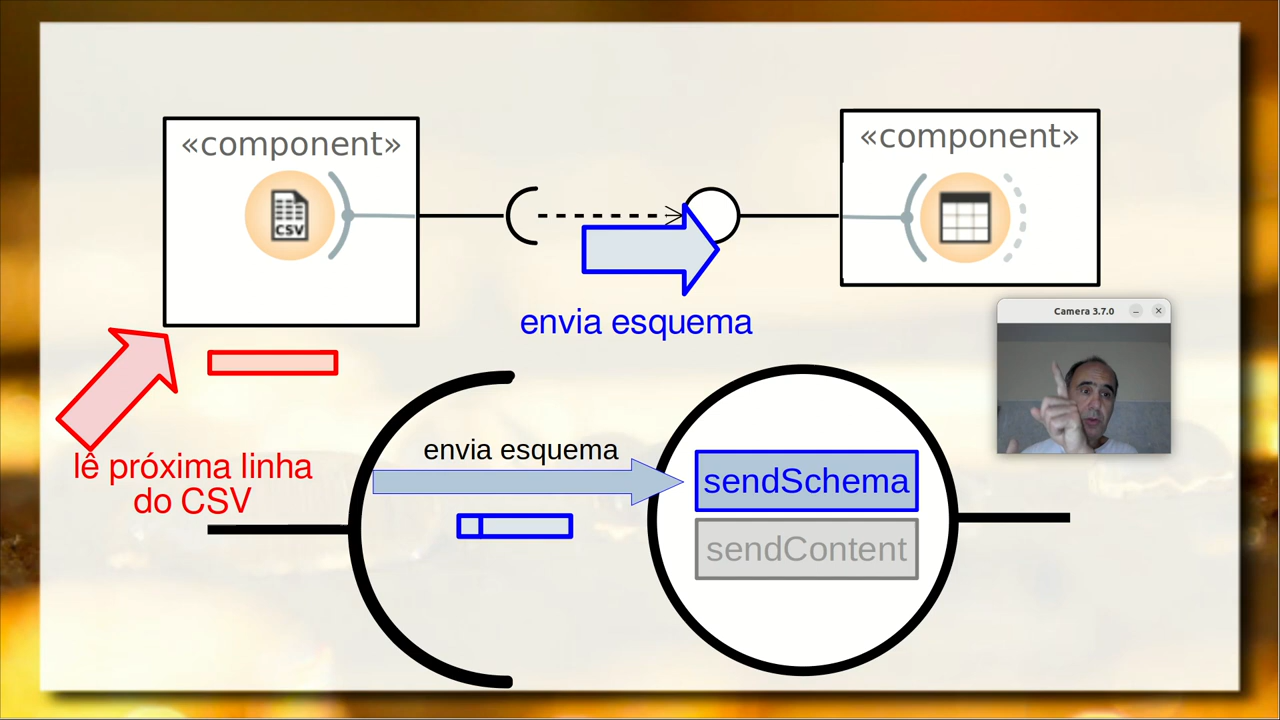 «component»
«component»
CSV
envia esquema
Camera 3.7.0
lê próxima linha
do CSV
envia esquema
sendSchema
sendContent